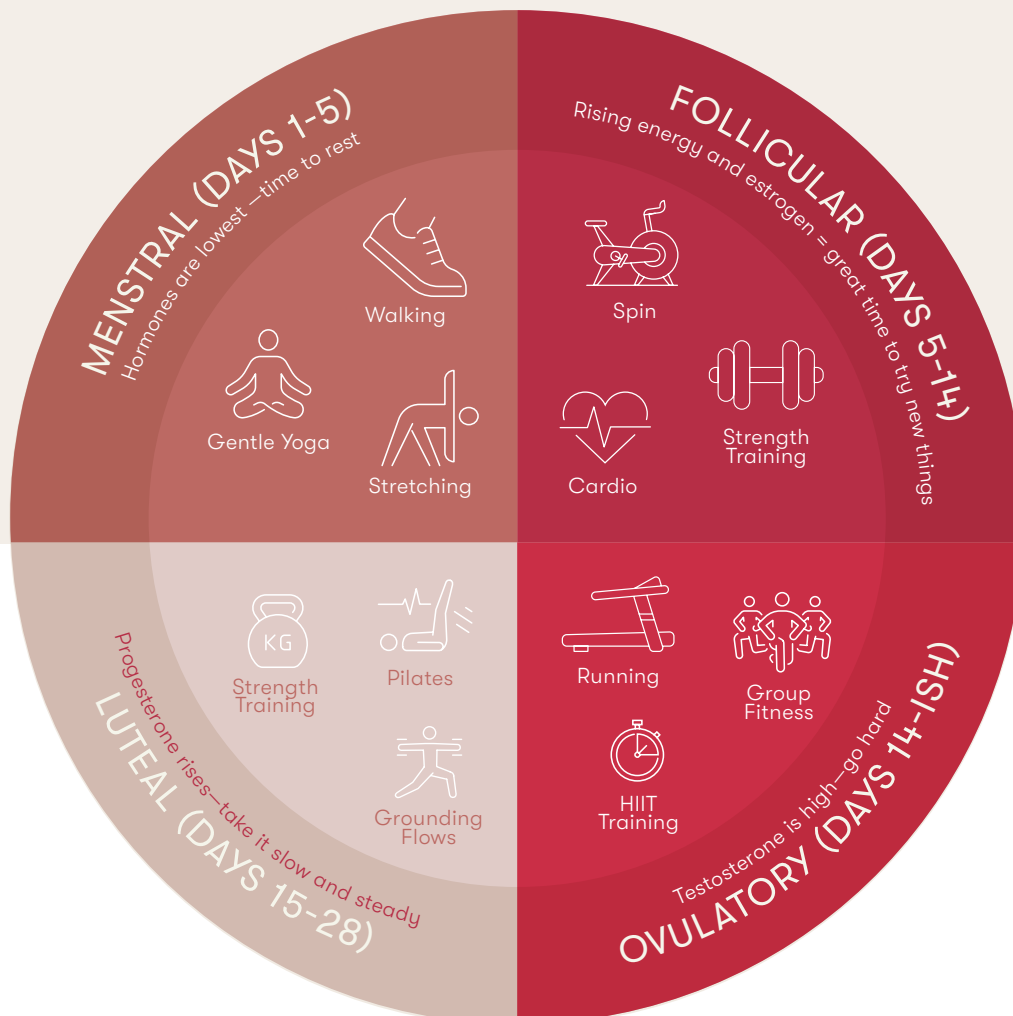 MENSTRAL (DAYS 1-5)
Hormones are lowest —time to rest
Walking
Gentle Yoga
Stretching
FOLLICULAR (DAYS 5-14)
Rising energy and estrogen = great time to try new things
Spin
Strength
Training
Cardio
KG
Strength
Training
Pilates
Grounding
Flows
Progesterone rises—take it slow and steady
LUTEAL (DAYS 15-28)
Running
Group
Fitness
HIIT
Training
Testosterone is high—go hard
OVULATORY (DAYS 14-ISH)